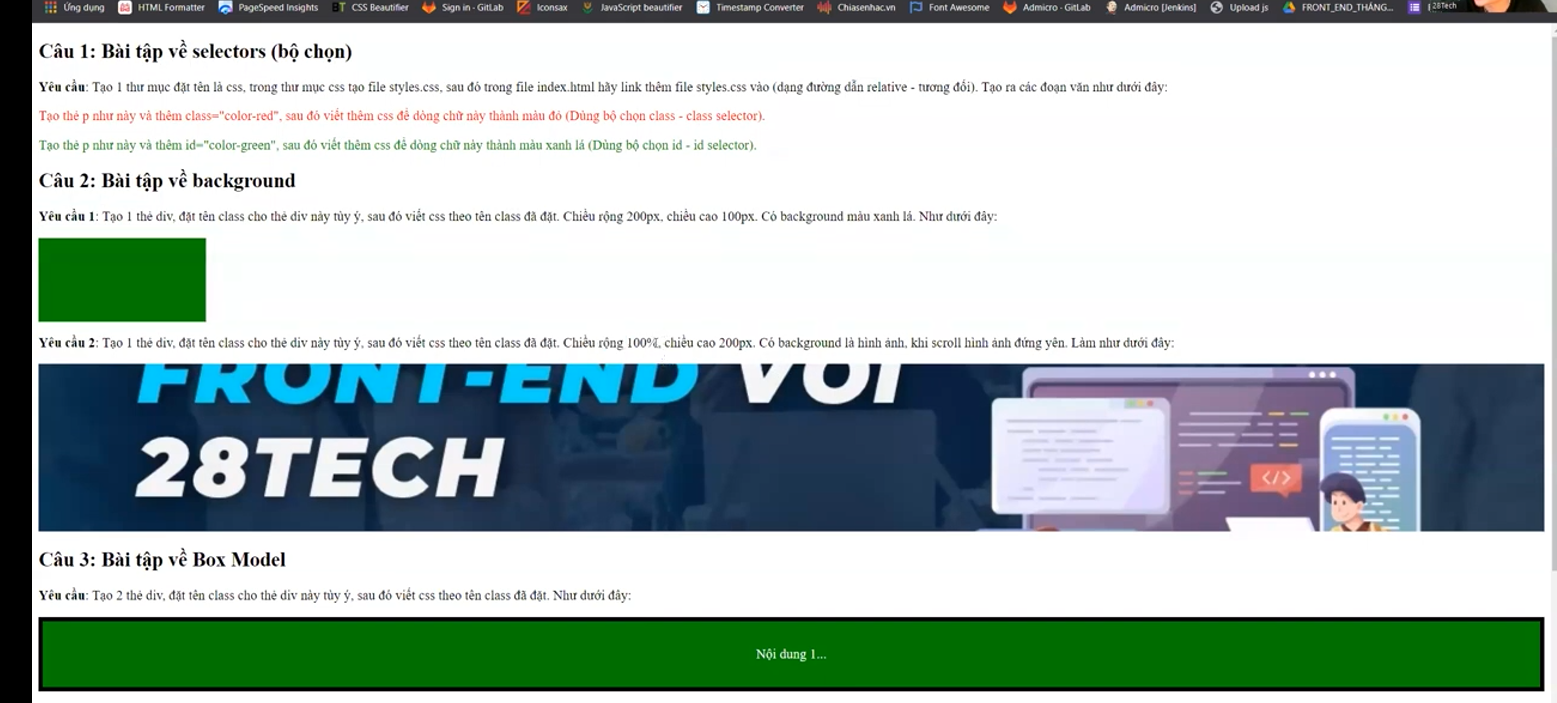 Ứng dụng HTML Formatter PageSpeed Insights BT CSS Beautifier Sign in · GitLab Iconsax JavaScript beautifier Timestamp Converter Chiasenhac.vn Font Awesome Admicro · GitLab Admicro [Jenkins] Upload js FRONT_END_THÁNG... 28Tech
Câu 1: Bài tập về selectors (bộ chọn)
Yêu cầu: Tạo 1 thư mục đặt tên là css, trong thư mục css tạo file styles.css, sau đó trong file index.html hãy link thêm file styles.css vào (dạng đường dẫn relative - tương đối). Tạo ra các đoạn văn như dưới đây:
Tạo thẻ p như này và thêm class="color-red", sau đó viết thêm css để dòng chữ này thành màu đỏ (Dùng bộ chọn class - class selector).
Tạo thẻ p như này và thêm id="color-green", sau đó viết thêm css để dòng chữ này thành màu xanh lá (Dùng bộ chọn id - id selector).
Câu 2: Bài tập về background
Yêu cầu 1: Tạo 1 thẻ div, đặt tên class cho thẻ div này tùy ý, sau đó viết css theo tên class đã đặt. Chiều rộng 200px, chiều cao 100px. Có background màu xanh lá. Như dưới đây:
Yêu cầu 2: Tạo 1 thẻ div, đặt tên class cho thẻ div này tùy ý, sau đó viết css theo tên class đã đặt. Chiều rộng 100%, chiều cao 200px. Có background là hình ảnh, khi scroll hình ảnh đứng yên. Làm như dưới đây:
FRONT-END VỚI
28TECH
</>
Câu 3: Bài tập về Box Model
Yêu cầu: Tạo 2 thẻ div, đặt tên class cho thẻ div này tùy ý, sau đó viết css theo tên class đã đặt. Như dưới đây:
Nội dung 1...